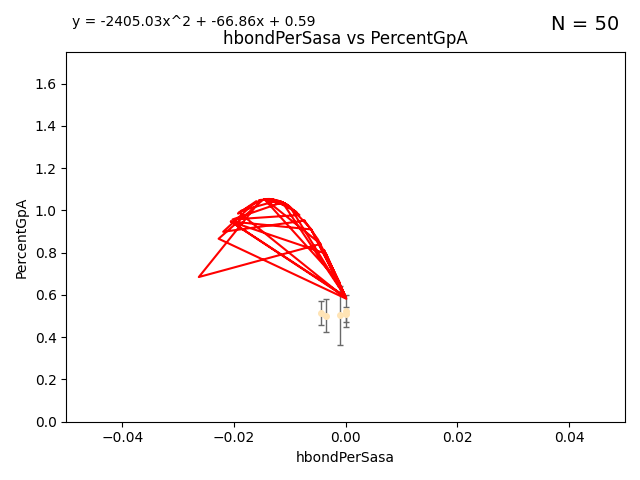 y = -2405.03x^2 + -66.86x + 0.59
N = 50
hbondPerSasa vs PercentGpA
1.6
1.4
1.2
1.0
0.8
0.6
0.4
0.2
0.0
PercentGpA
−0.04 −0.02 0.00 0.02 0.04
hbondPerSasa